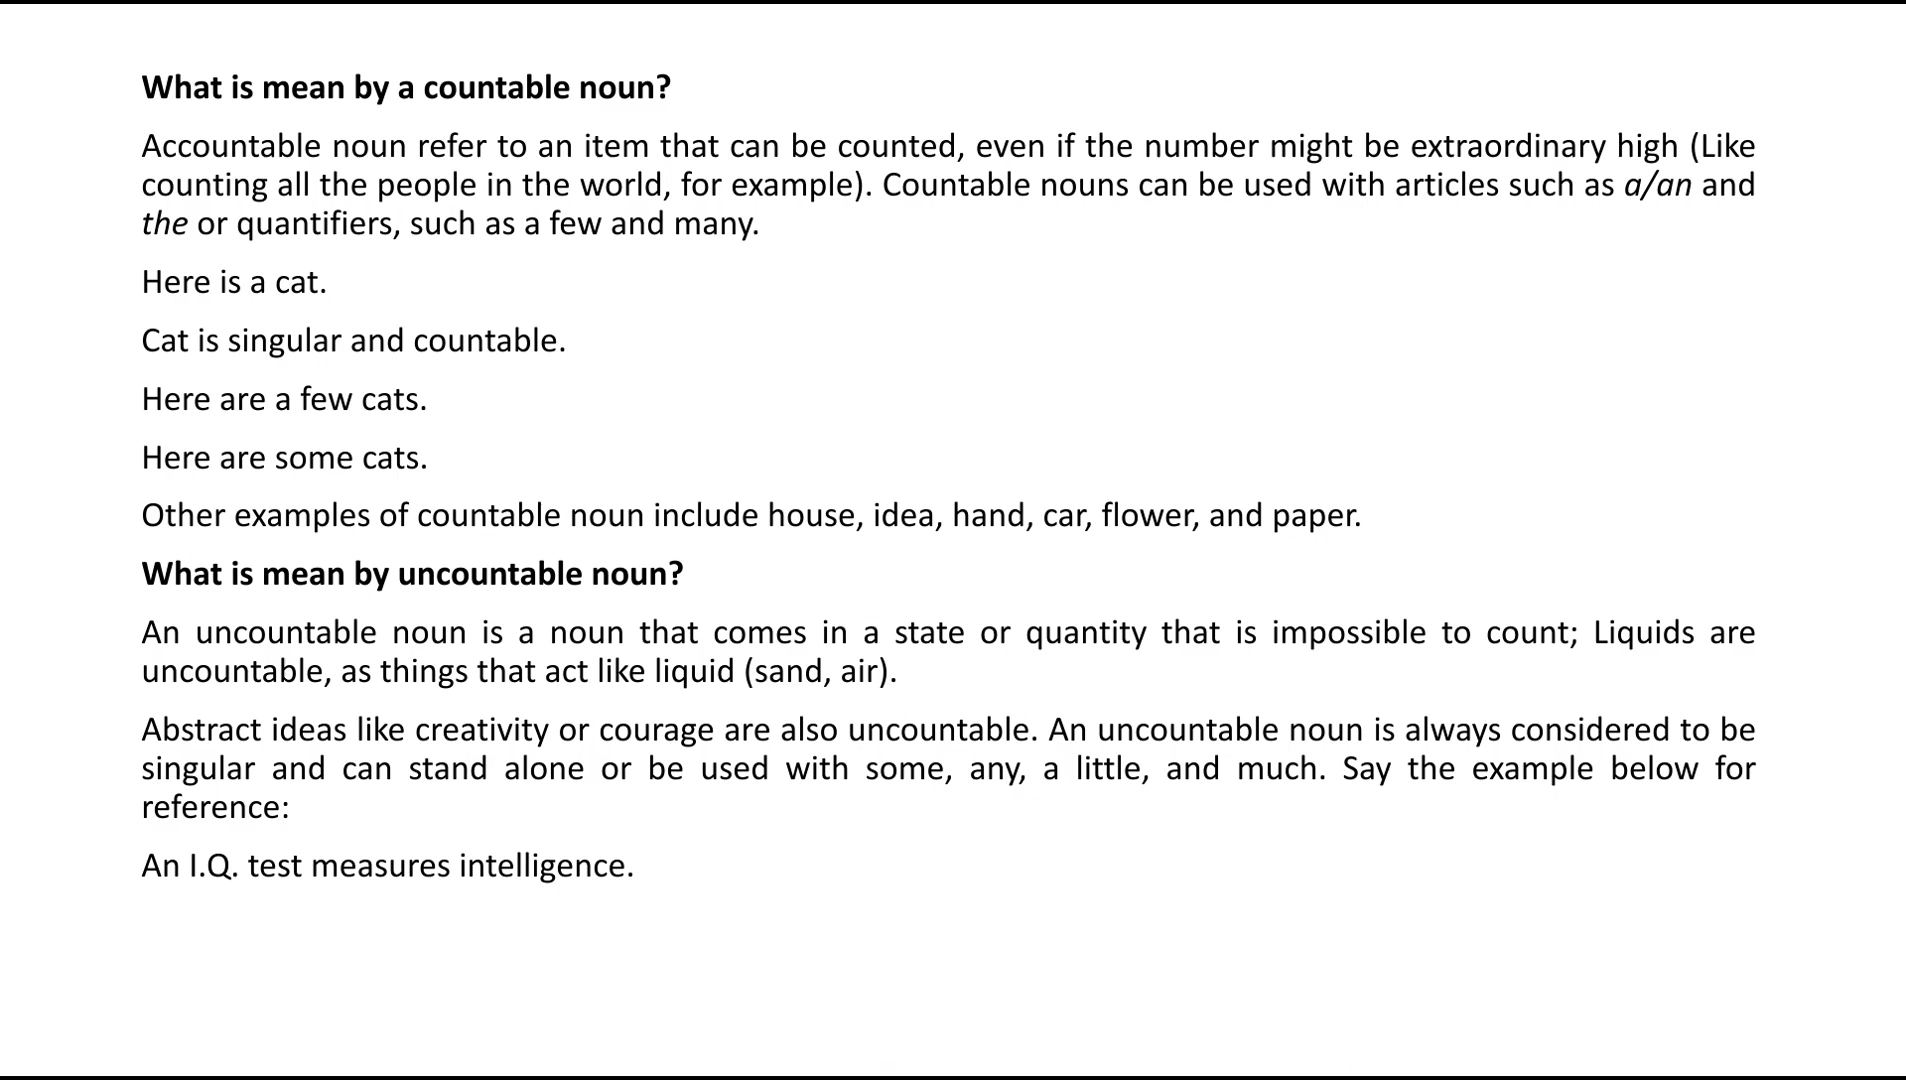 What is mean by a countable noun?
Accountable noun refer to an item that can be counted, even if the number might be extraordinary high (Like
counting all the people in the world, for example). Countable nouns can be used with articles such as a/an and
the or quantifiers, such as a few and many.
Here is a cat.
Cat is singular and countable.
Here are a few cats.
Here are some cats.
Other examples of countable noun include house, idea, hand, car, flower, and paper.
What is mean by uncountable noun?
An uncountable noun is a noun that comes in a state or quantity that is impossible to count; Liquids are
uncountable, as things that act like liquid (sand, air).
Abstract ideas like creativity or courage are also uncountable. An uncountable noun is always considered to be
singular and can stand alone or be used with some, any, a little, and much. Say the example below for
reference:
An I.Q. test measures intelligence.